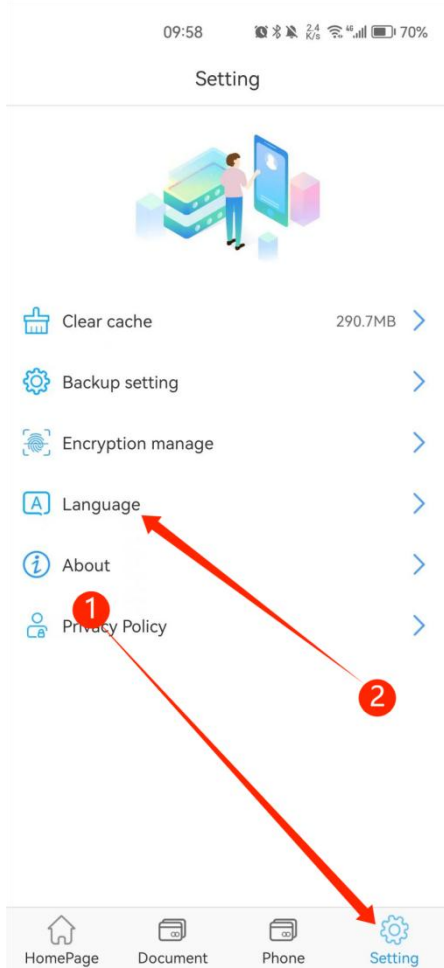 09:58 2.4 K/s 46 70%
Setting
Clear cache 290.7MB
Backup setting
Encryption manage
A Language
About
1
Privacy Policy
2
HomePage Document Phone Setting